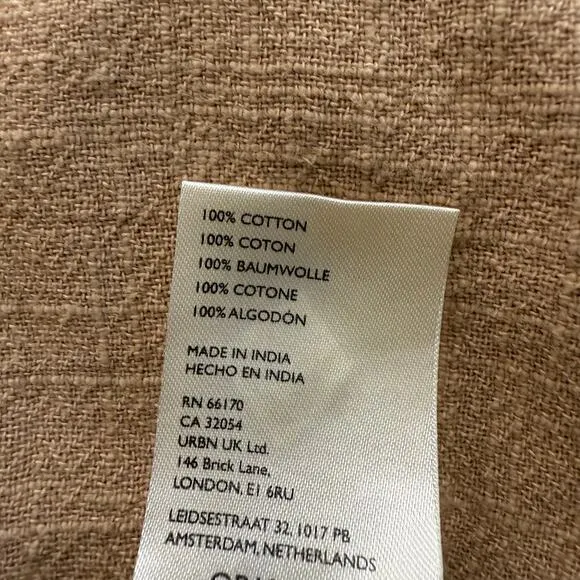 100% COTTON
100% COTON
100% BAUMWOLLE
100% COTONE
100% ALGODÓN
MADE IN INDIA
HECHO EN INDIA
RN 66170
CA 32054
URBN UK Ltd.
146 Brick Lane,
LONDON, E1 6RU
LEIDSESTRAAT 32, 1017 PB
AMSTERDAM, NETHERLANDS